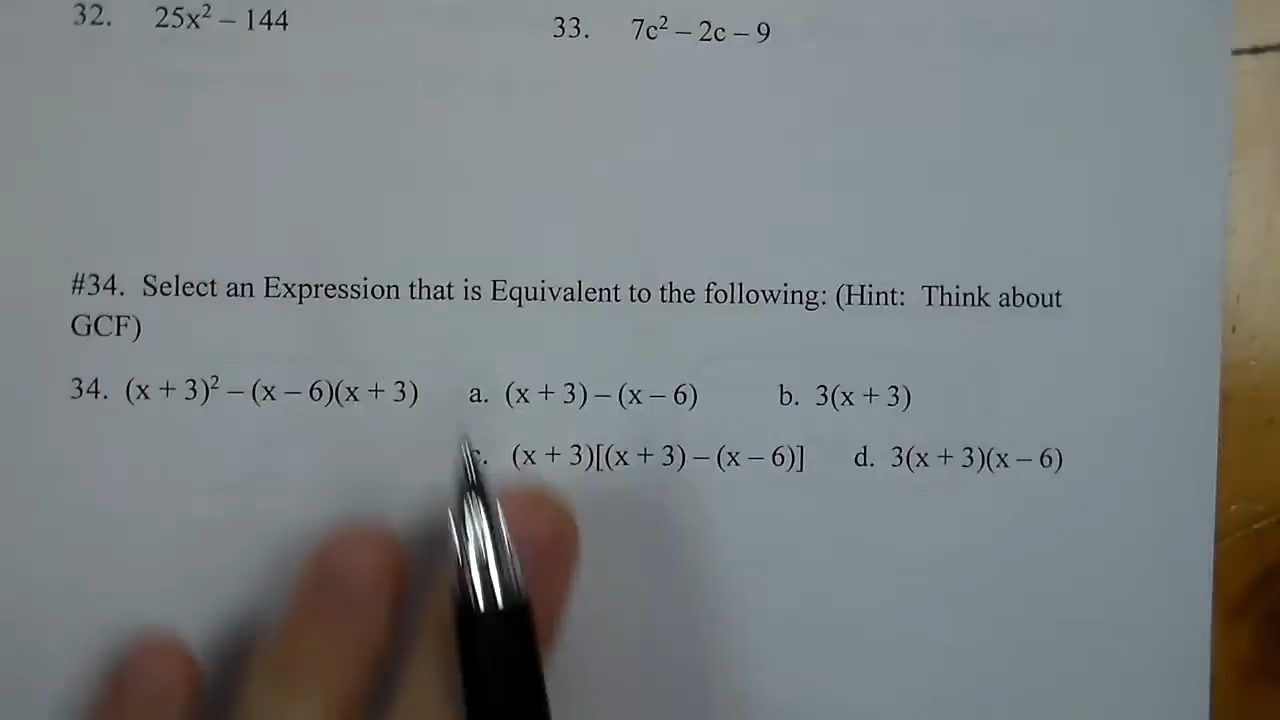 32. 25x² – 144
33. 7c² – 2c – 9
#34. Select an Expression that is Equivalent to the following: (Hint: Think about
GCF)
34. (x + 3)² – (x – 6)(x + 3) a. (x + 3) – (x – 6) b. 3(x + 3)
(x + 3)[(x + 3) – (x – 6)] d. 3(x + 3)(x – 6)